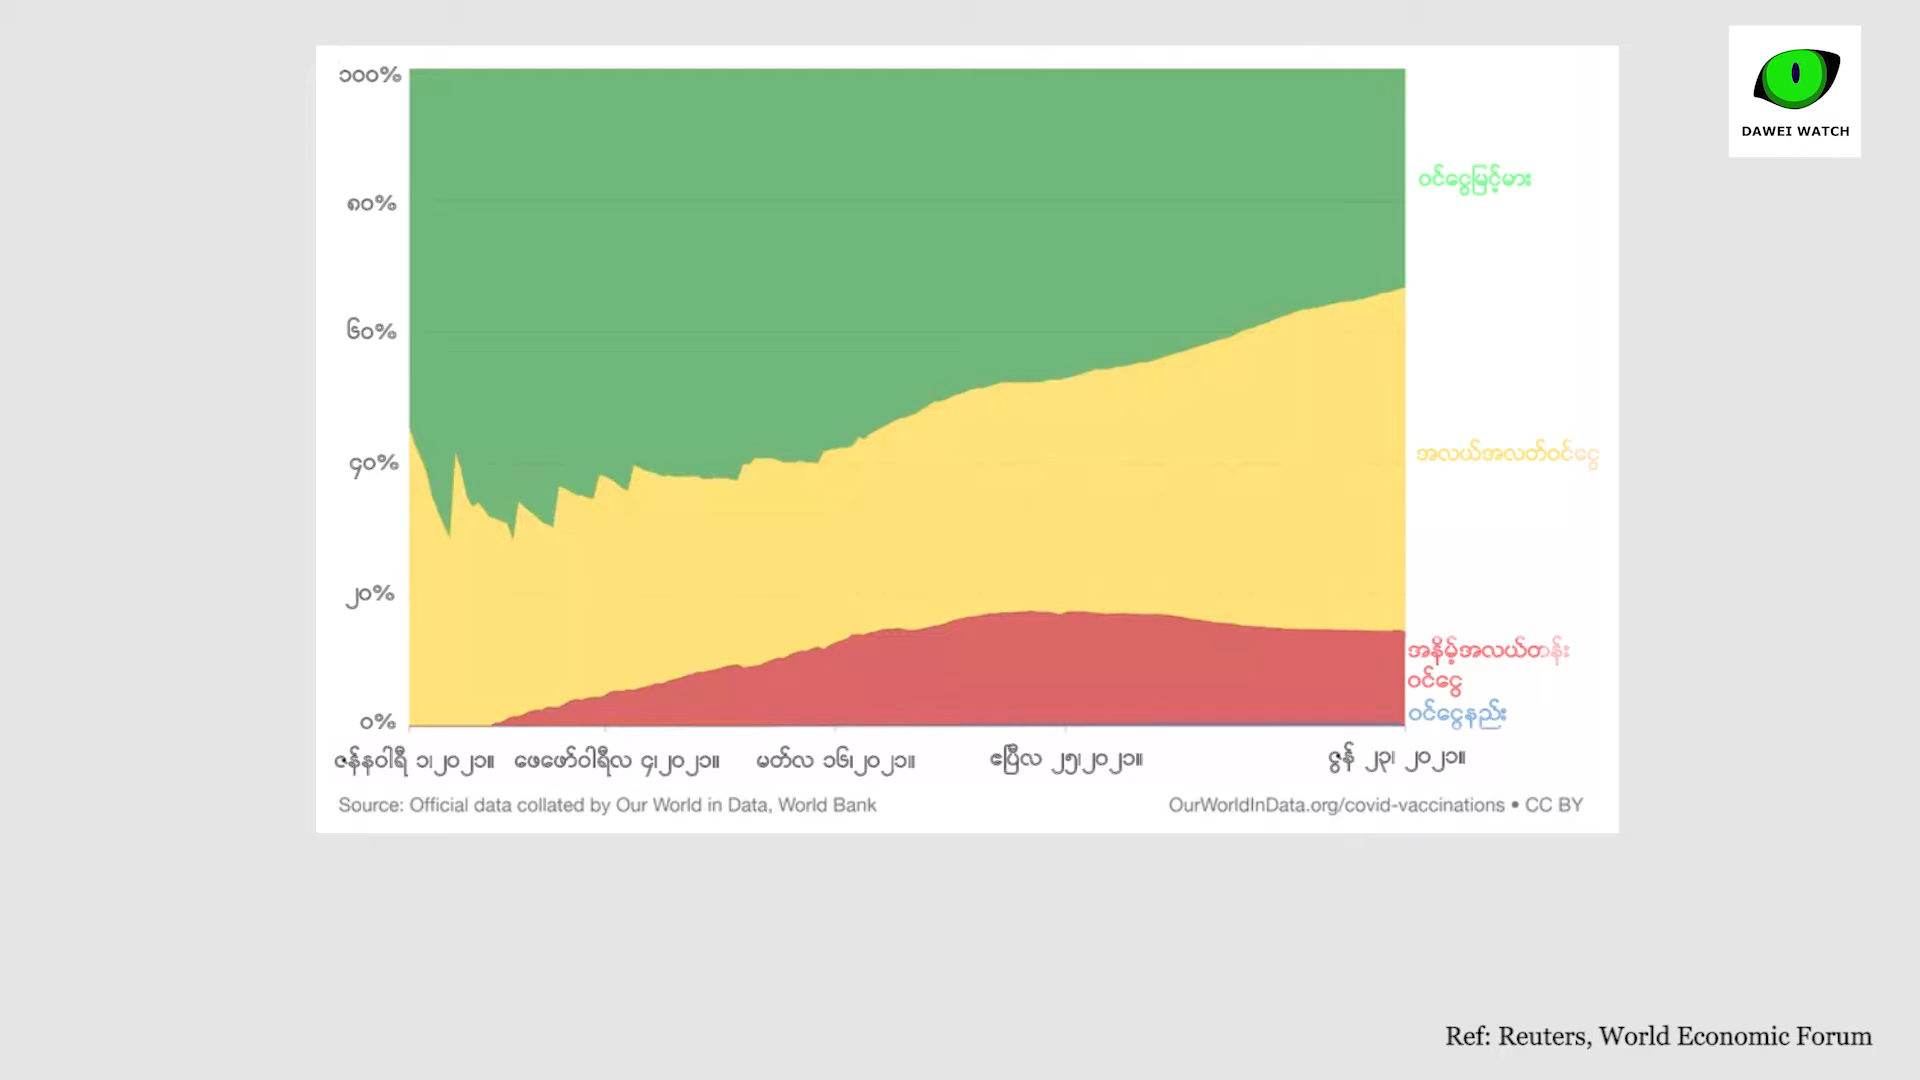 DAWEI WATCH
၁၀၀%
၈၀%
၆၀%
၄၀%
၂၀%
၀%
ဝင်ငွေမြင့်မား
အလယ်အလတ်ဝင်ငွေ
အနိမ့်အလယ်တန်း
ဝင်ငွေ
ဝင်ငွေနည်း
ဇန်နဝါရီ ၁၊၂၀၂၁။ ဖေဖော်ဝါရီလ ၄၊၂၀၂၁။ မတ်လ ၁၆၊၂၀၂၁။ ဧပြီလ ၂၅၊၂၀၂၁။ ဇွန် ၂၃၊ ၂၀၂၁။
Source: Official data collated by Our World in Data, World Bank
OurWorldInData.org/covid-vaccinations • CC BY
Ref: Reuters, World Economic Forum